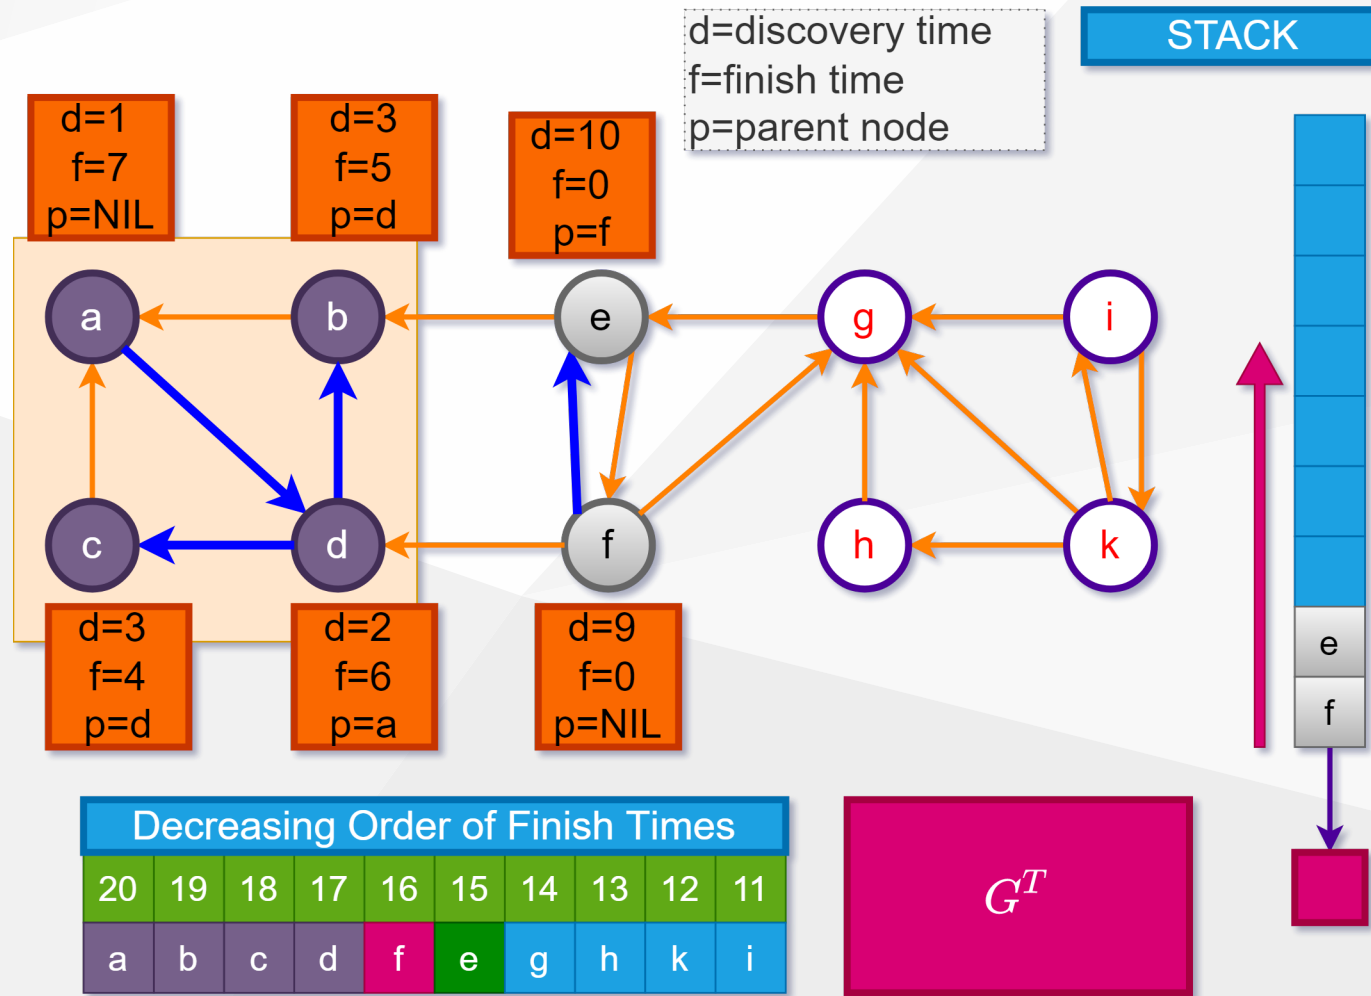 d=discovery time
f=finish time
p=parent node
STACK
d=1
f=7
p=NIL
d=3
f=5
p=d
d=10
f=0
p=f
a
b
e
g
i
c
d
f
h
k
d=3
f=4
p=d
d=2
f=6
p=a
d=9
f=0
p=NIL
e
f
Decreasing Order of Finish Times
20 19 18 17 16 15 14 13 12 11
a b c d f e g h k i
G^T